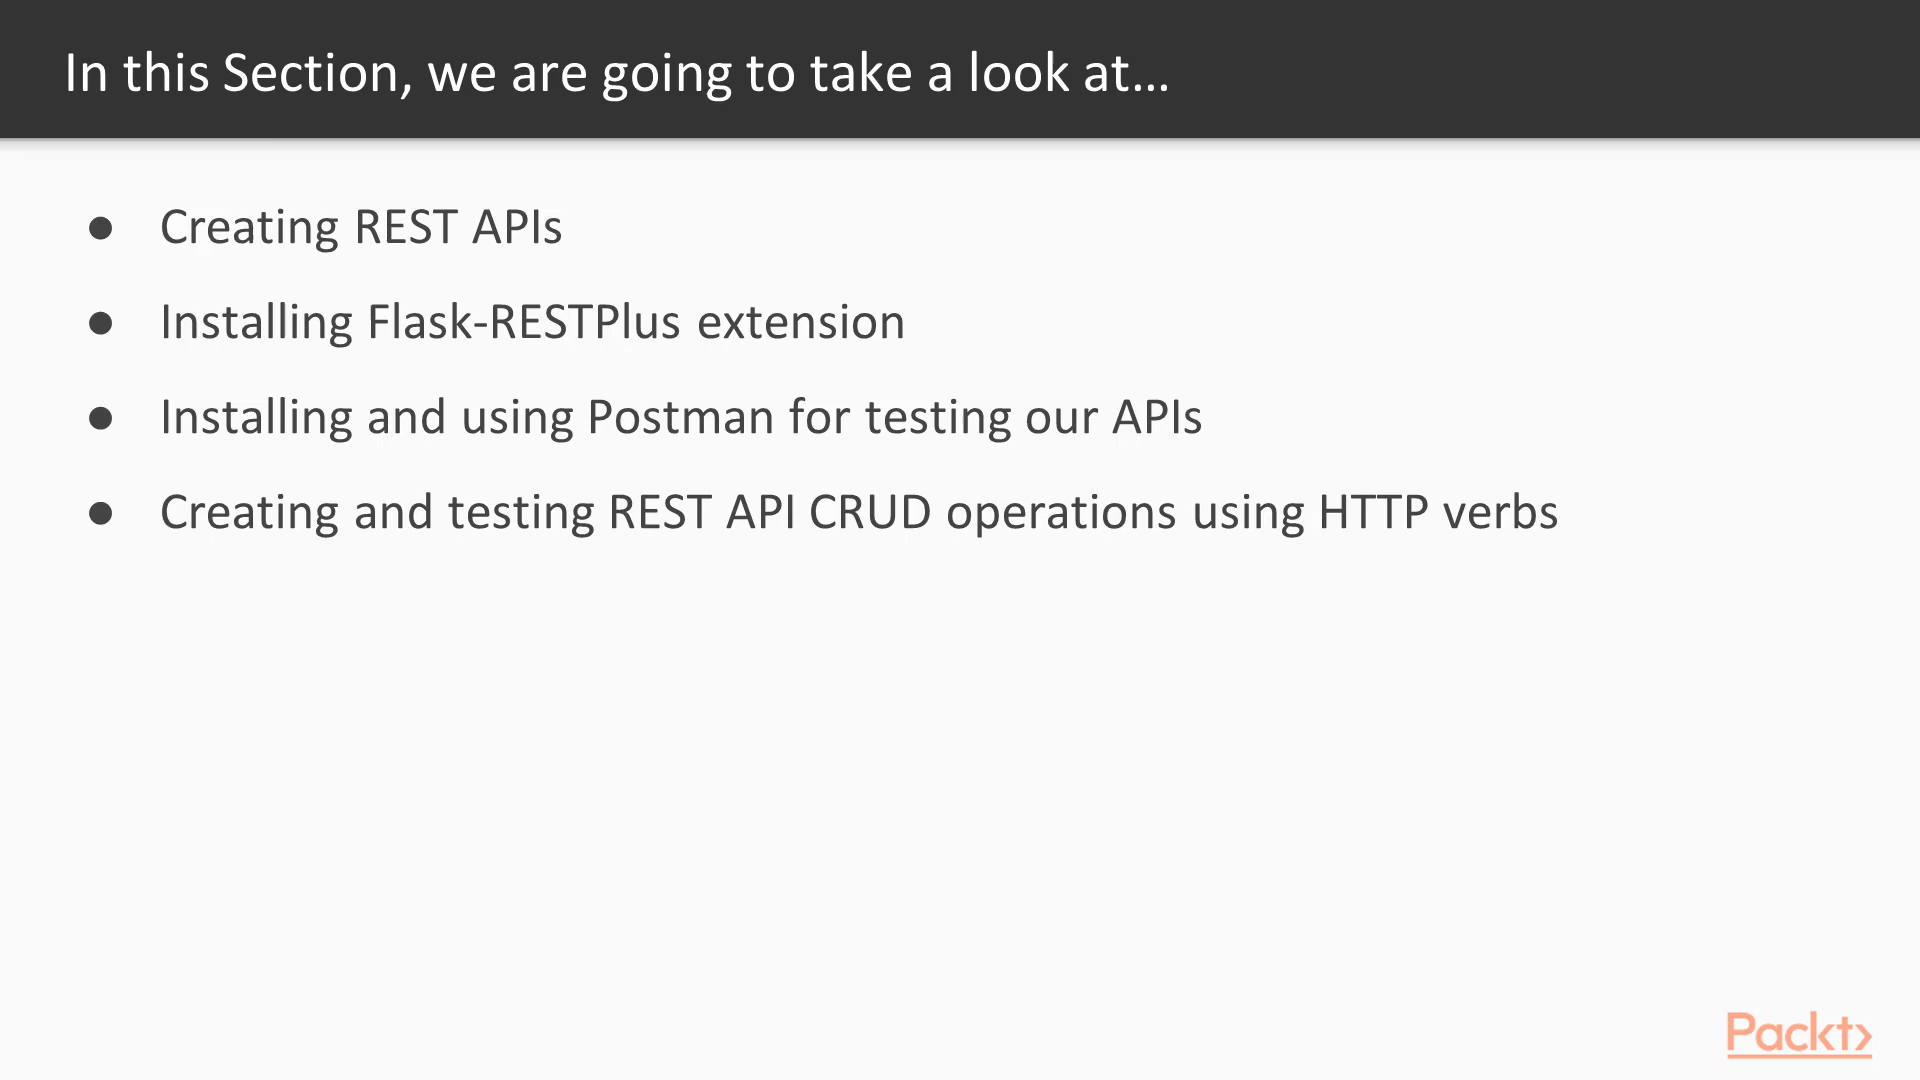 In this Section, we are going to take a look at...
● Creating REST APIs
● Installing Flask-RESTPlus extension
● Installing and using Postman for testing our APIs
● Creating and testing REST API CRUD operations using HTTP verbs
Packt>